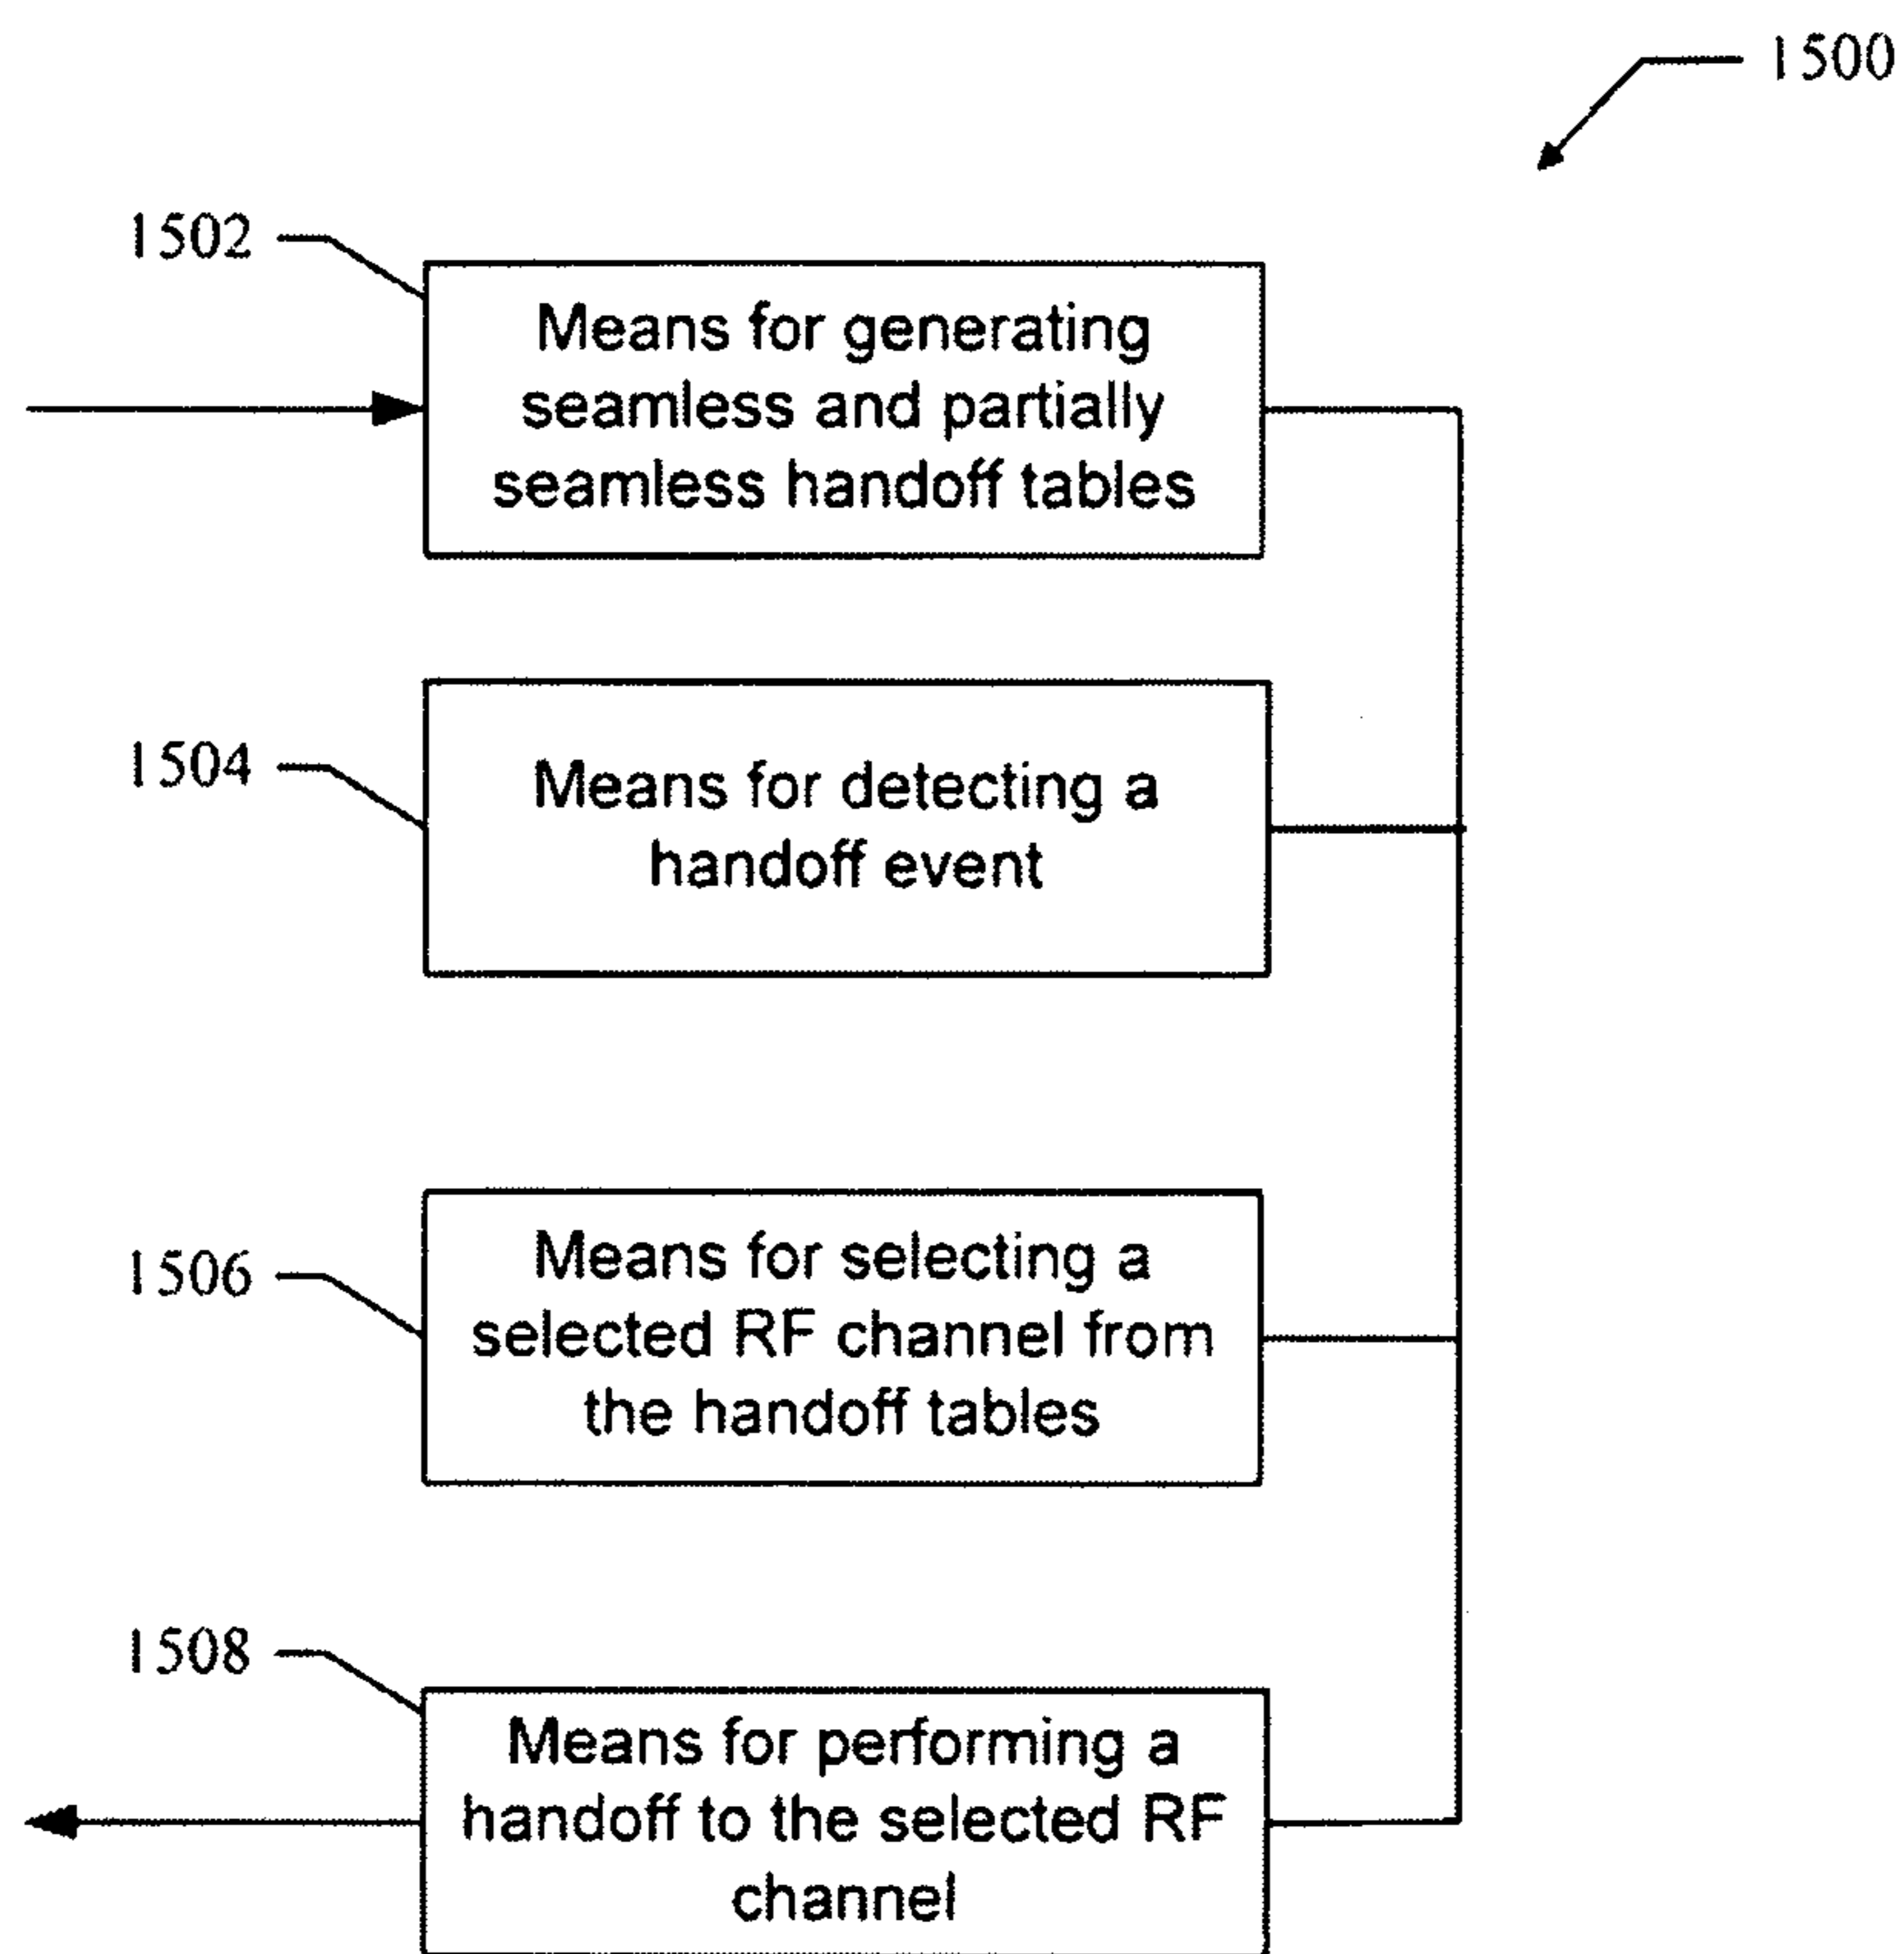 1500
1502
Means for generating
seamless and partially
seamless handoff tables
1504
Means for detecting a
handoff event
1506
Means for selecting a
selected RF channel from
the handoff tables
1508
Means for performing a
handoff to the selected RF
channel